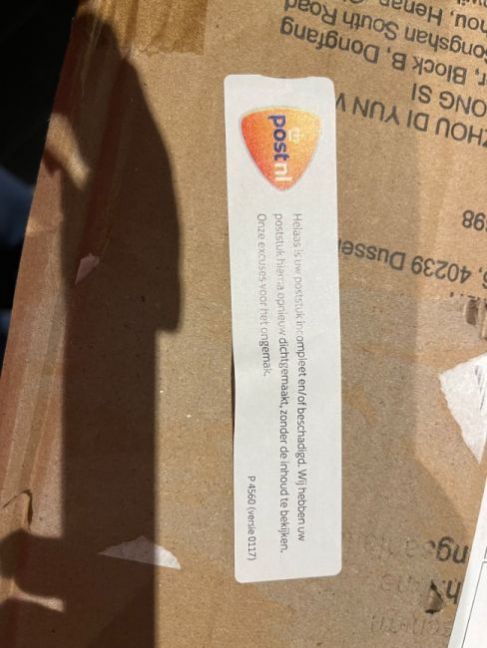 postnl
Helaas is uw poststuk incompleet en/of beschadigd. Wij hebben uw
poststuk hierna opnieuw dichtgemaakt, zonder de inhoud te bekijken.
Onze excuses voor het ongemak.
P 4560 (versie 0117)
ongshan South Road
Block B, Dongfang
ONG SI
ZHOU DI YUN
40239 Dussel